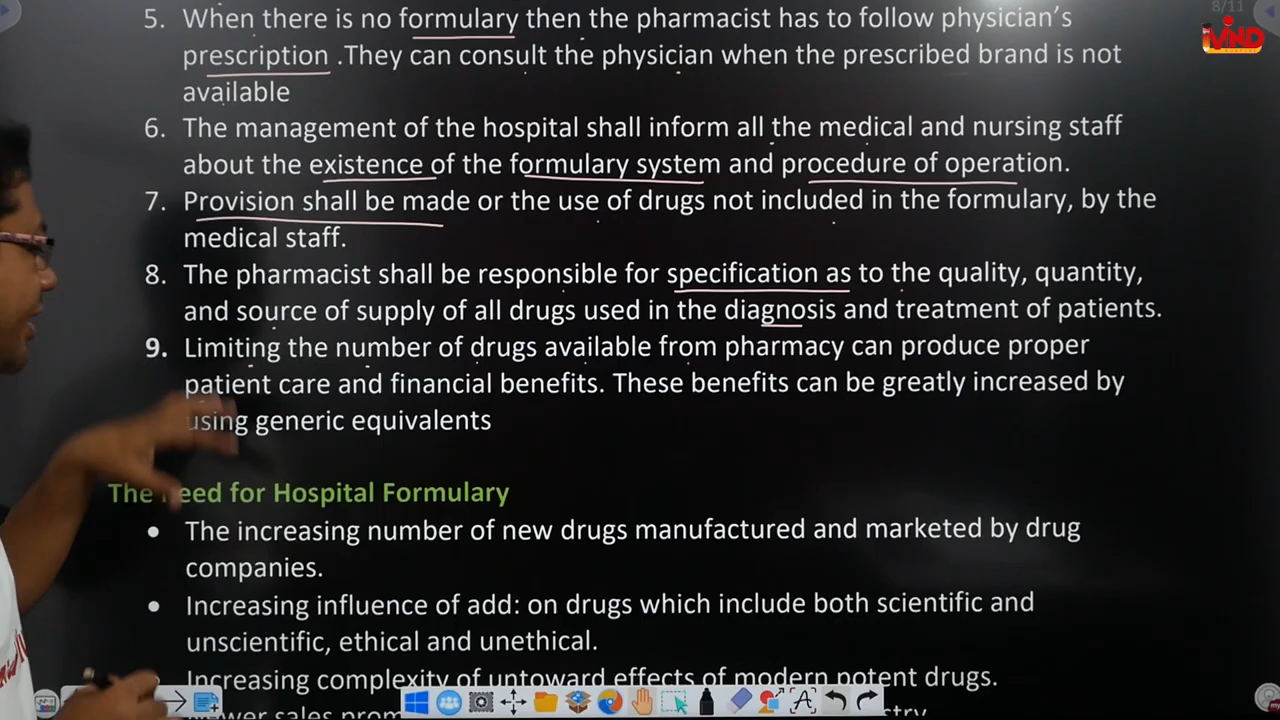 8/11
5. When there is no formulary then the pharmacist has to follow physician’s
prescription .They can consult the physician when the prescribed brand is not
available
6. The management of the hospital shall inform all the medical and nursing staff
about the existence of the formulary system and procedure of operation.
7. Provision shall be made or the use of drugs not included in the formulary, by the
medical staff.
8. The pharmacist shall be responsible for specification as to the quality, quantity,
and source of supply of all drugs used in the diagnosis and treatment of patients.
9. Limiting the number of drugs available from pharmacy can produce proper
patient care and financial benefits. These benefits can be greatly increased by
using generic equivalents
The need for Hospital Formulary
• The increasing number of new drugs manufactured and marketed by drug
companies.
• Increasing influence of add: on drugs which include both scientific and
unscientific, ethical and unethical.
Increasing complexity of untoward effects of modern potent drugs.
sales